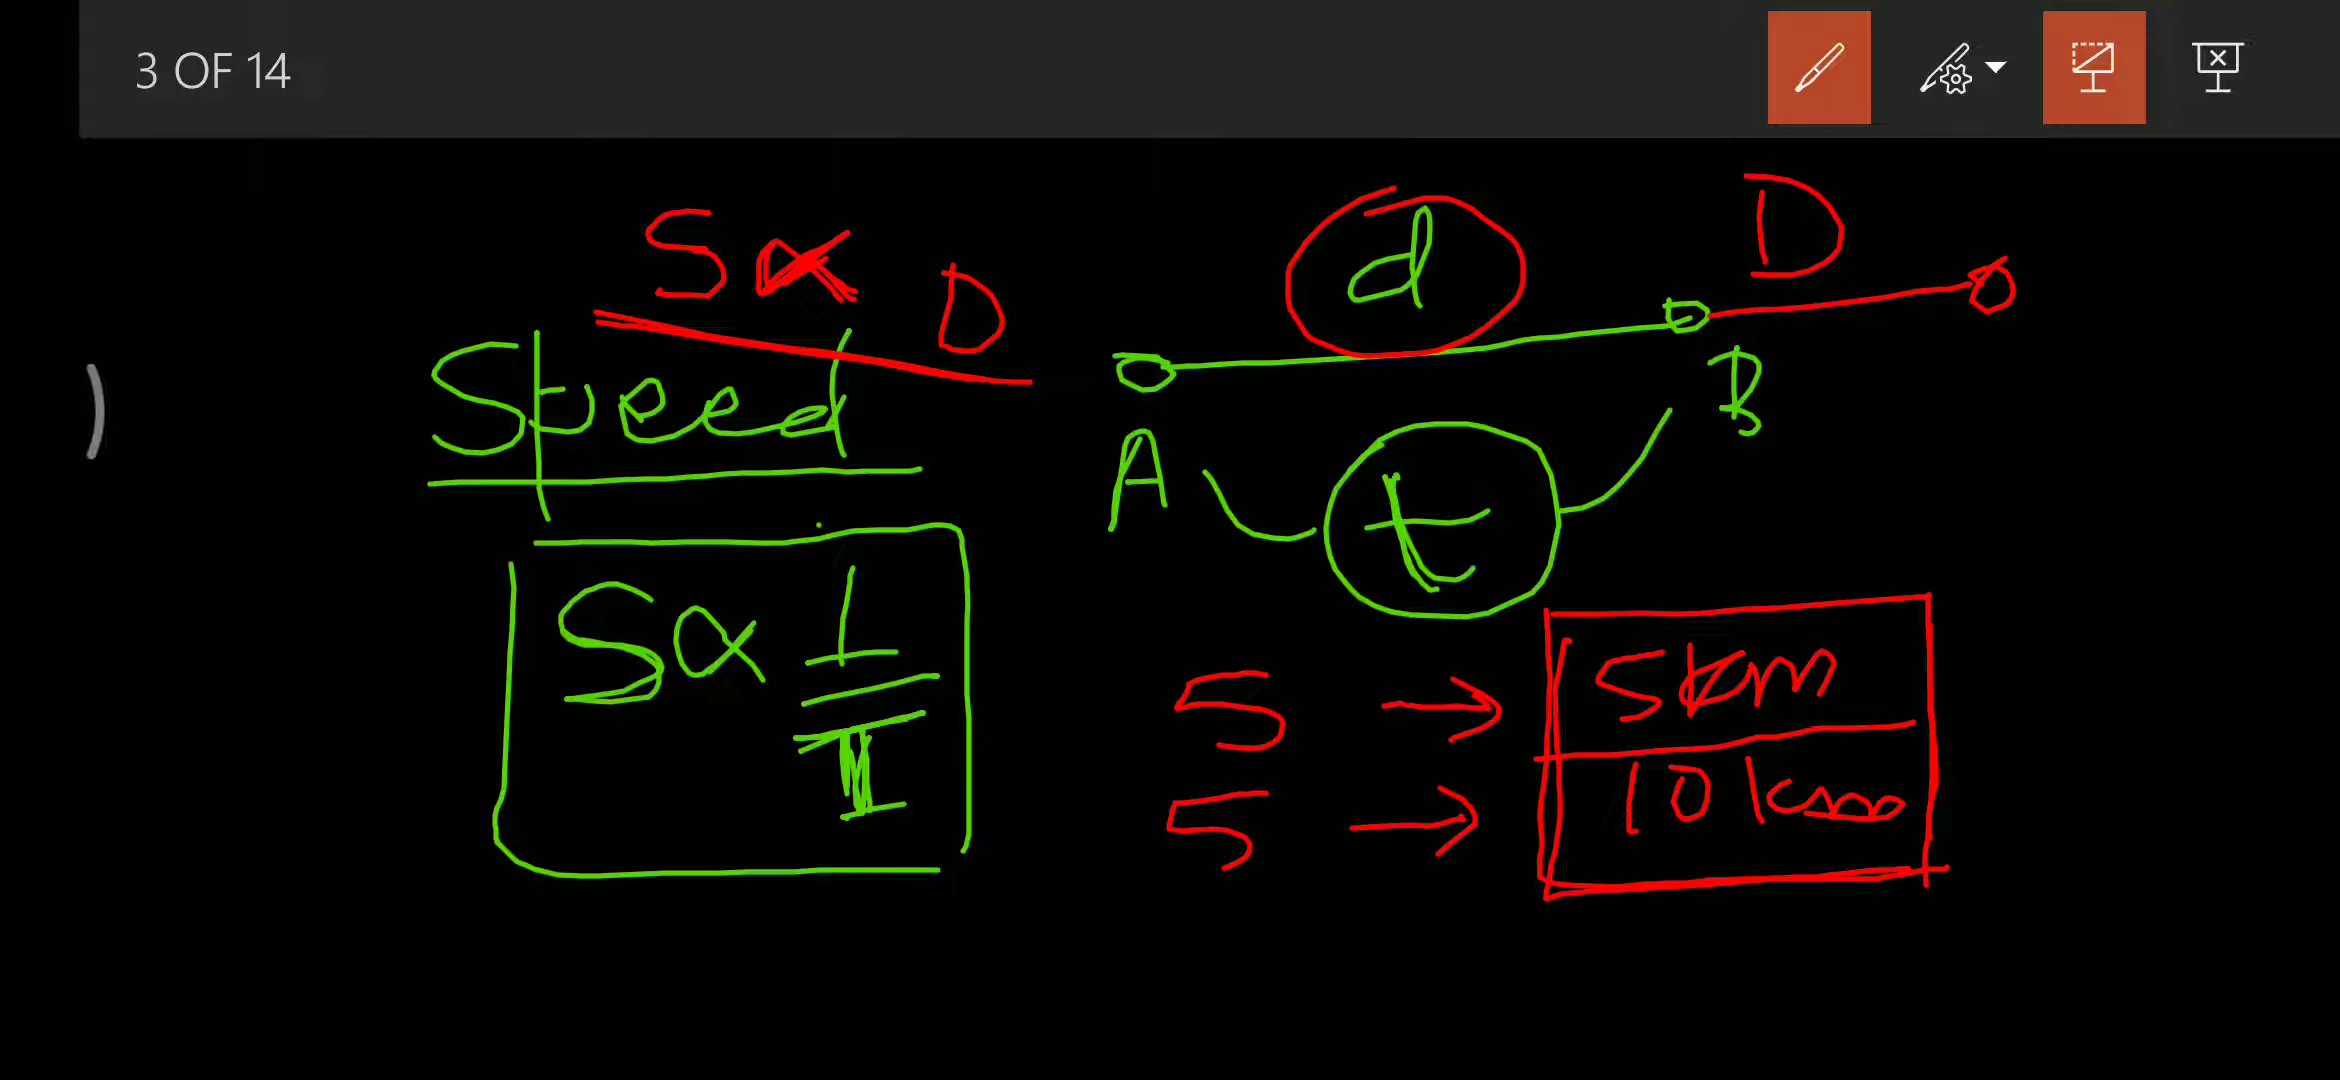 3 OF 14
S α D
Speed
S α 1/T
d
D
A
B
t
5 → 5km
5 → 10km